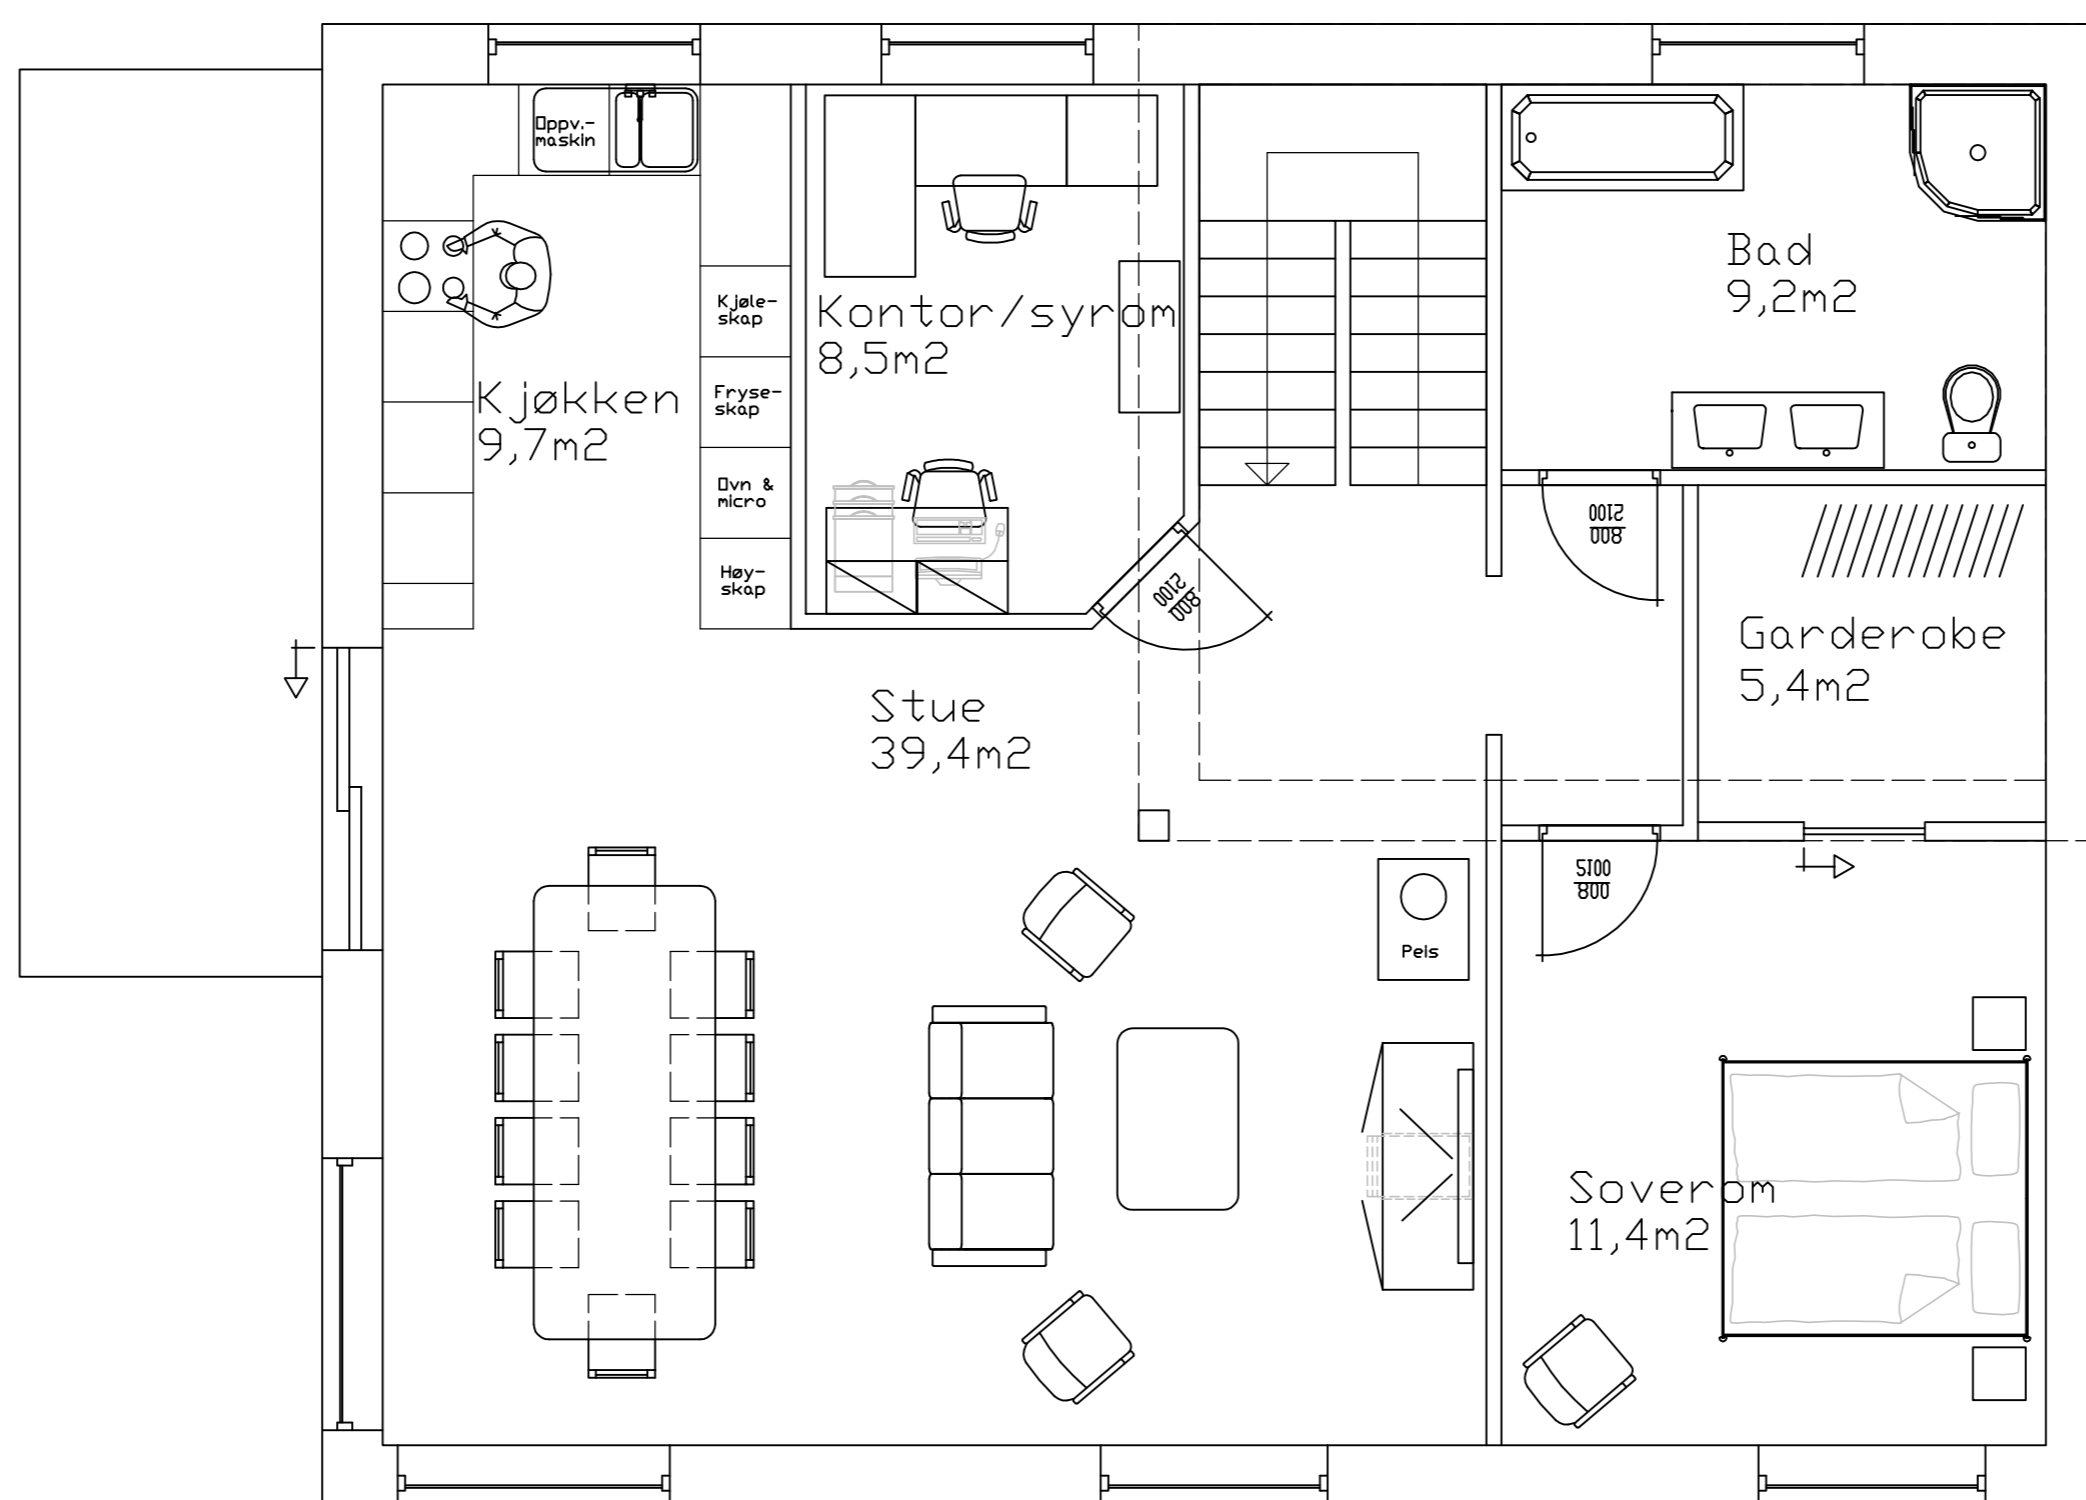 Oppv.-
maskin
Kjøle-
skap
Fryse-
skap
Ovn &
micro
Høy-
skap
Kjøkken
9,7m2
Kontor/syrom
8,5m2
Bad
9,2m2
800
2100
800
2100
Garderobe
5,4m2
Stue
39,4m2
2100
800
Peis
Soverom
11,4m2